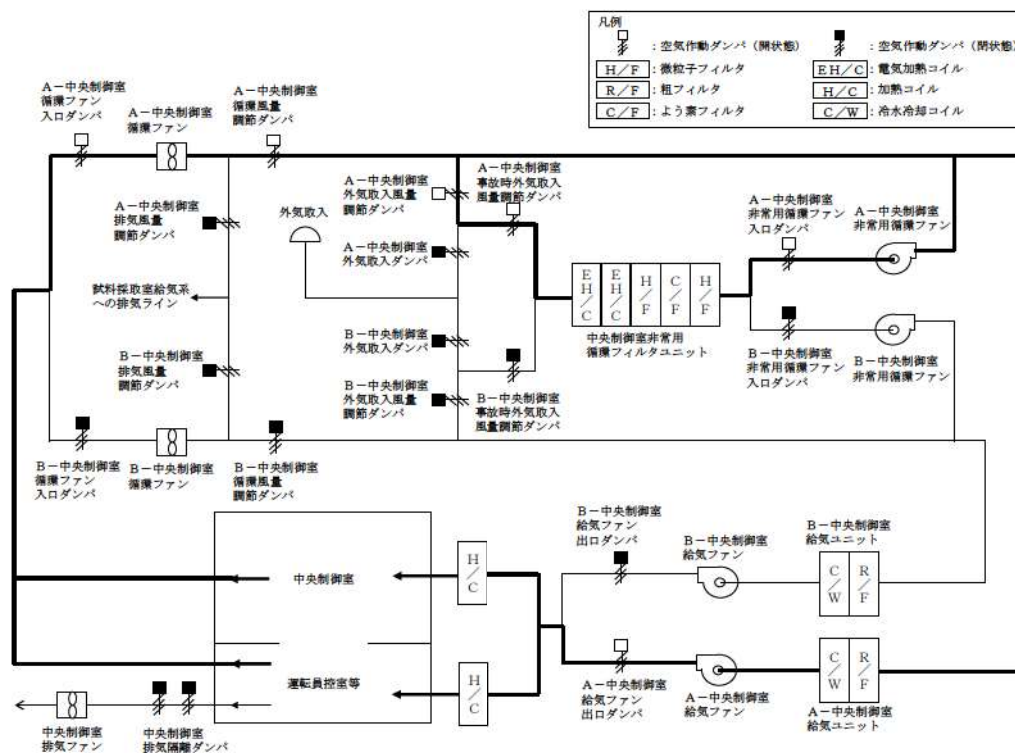 凡例
:空気作動ダンパ(開状態)
:空気作動ダンパ(閉状態)
H/F :微粒子フィルタ
EH/C :電気加熱コイル
R/F :粗フィルタ
H/C :加熱コイル
C/F :よう素フィルタ
C/W :冷水冷却コイル
A-中央制御室
循環ファン
入口ダンパ
A-中央制御室
循環ファン
A-中央制御室
循環風量
調節ダンパ
A-中央制御室
排気風量
調節ダンパ
外気取入
A-中央制御室
外気取入風量
調節ダンパ
A-中央制御室
事故時外気取入
風量調節ダンパ
A-中央制御室
外気取入ダンパ
A-中央制御室
非常用循環ファン
入口ダンパ
A-中央制御室
非常用循環ファン
試料採取室給気系
への排気ライン
EH/C
EH/C
H/F
C/F
H/F
中央制御室非常用
循環フィルタユニット
B-中央制御室
外気取入ダンパ
B-中央制御室
排気風量
調節ダンパ
B-中央制御室
外気取入風量
調節ダンパ
B-中央制御室
事故時外気取入
風量調節ダンパ
B-中央制御室
非常用循環ファン
入口ダンパ
B-中央制御室
非常用循環ファン
B-中央制御室
循環ファン
入口ダンパ
B-中央制御室
循環ファン
B-中央制御室
循環風量
調節ダンパ
B-中央制御室
給気ファン
出口ダンパ
B-中央制御室
給気ファン
B-中央制御室
給気ユニット
C/W
R/F
中央制御室
H/C
運転員控室等
H/C
A-中央制御室
給気ファン
出口ダンパ
A-中央制御室
給気ファン
C/W
R/F
A-中央制御室
給気ユニット
中央制御室
排気ファン
中央制御室
排気隔離ダンパ